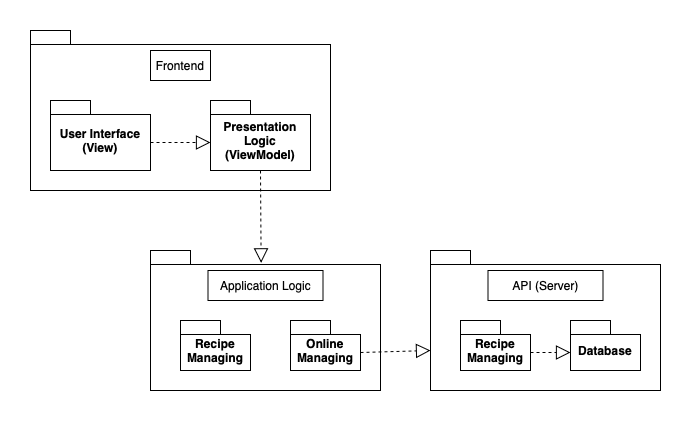 Frontend
User Interface
(View)
Presentation
Logic
(ViewModel)
Application Logic
Recipe
Managing
Online
Managing
API (Server)
Recipe
Managing
Database